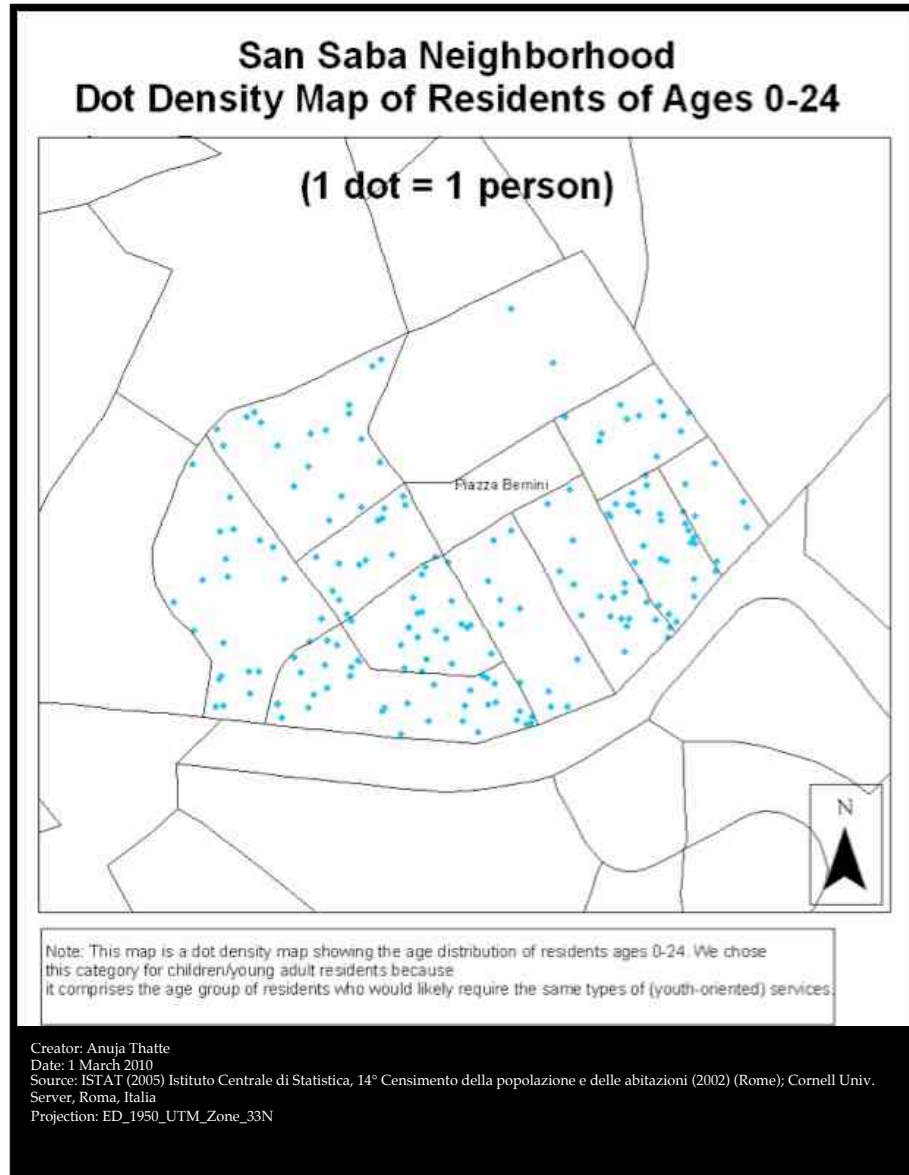 San Saba Neighborhood
Dot Density Map of Residents of Ages 0-24
(1 dot = 1 person)
Piazza Bernini
N
Note: This map is a dot density map showing the age distribution of residents ages 0-24. We chose
this category for children/young adult residents because
it comprises the age group of residents who would likely require the same types of (youth-oriented) services.
Creator: Anuja Thatte
Date: 1 March 2010
Source: ISTAT (2005) Istituto Centrale di Statistica, 14° Censimento della popolazione e delle abitazioni (2002) (Rome); Cornell Univ.
Server, Roma, Italia
Projection: ED_1950_UTM_Zone_33N